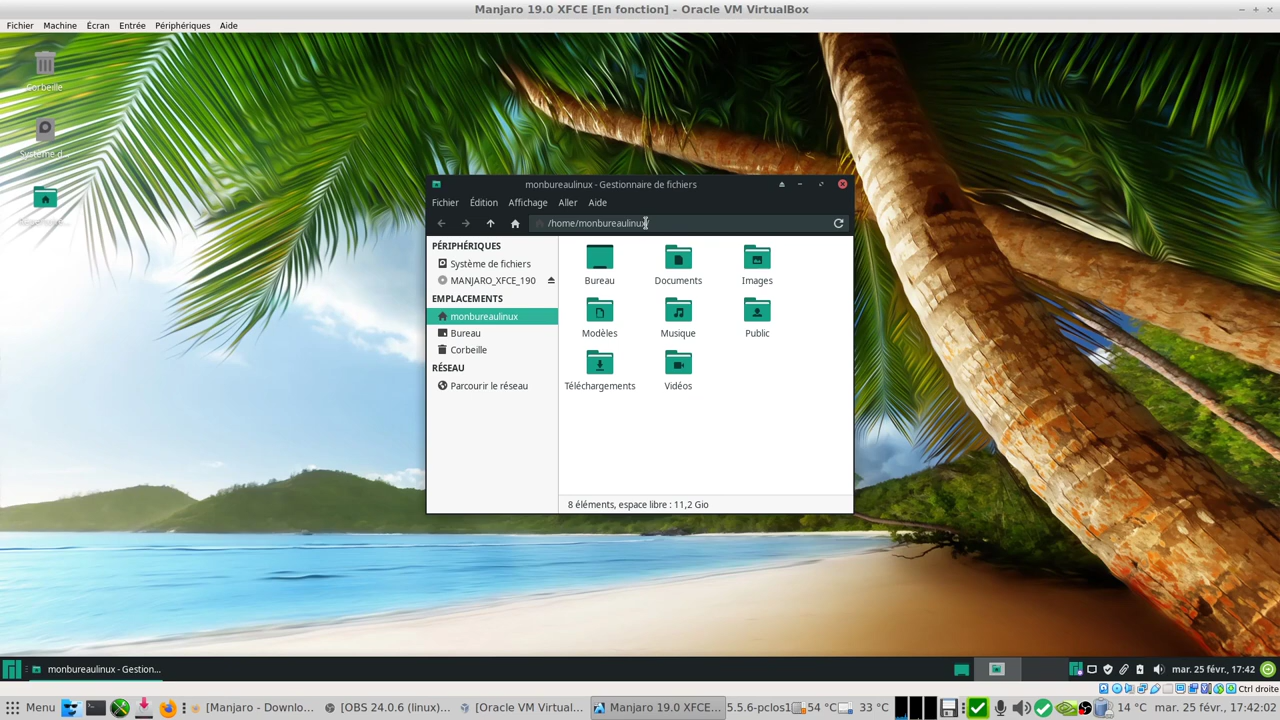 Manjaro 19.0 XFCE [En fonction] - Oracle VM VirtualBox
Fichier Machine Écran Entrée Périphériques Aide
Corbeille
Système d...
monbureaulinux - Gestionnaire de fichiers
Fichier Édition Affichage Aller Aide
/home/monbureaulinux/
PÉRIPHÉRIQUES
Système de fichiers
MANJARO_XFCE_190
EMPLACEMENTS
monbureaulinux
Bureau
Corbeille
RÉSEAU
Parcourir le réseau
Bureau Documents Images
Modèles Musique Public
Téléchargements Vidéos
8 éléments, espace libre : 11,2 Gio
monbureaulinux - Gestion... mar. 25 févr., 17:42
Ctrl droite
Menu [Manjaro - Downlo... [OBS 24.0.0 (linux)... [Oracle VM Virtual... Manjaro 19.0 XFCE... 5.5.6-pclos1 54 °C 33 °C 14 °C mar. 25 févr., 17:42:02